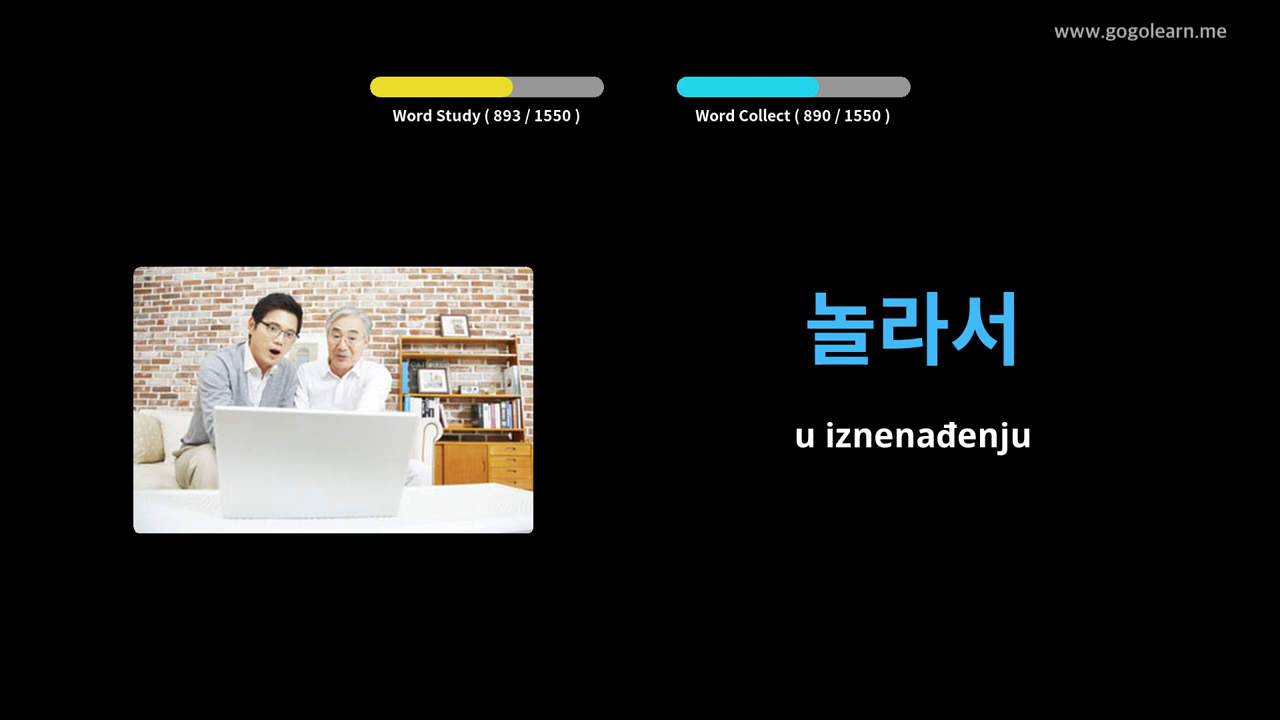 www.gogolearn.me
Word Study ( 893 / 1550 )
Word Collect ( 890 / 1550 )
놀라서
u iznenađenju